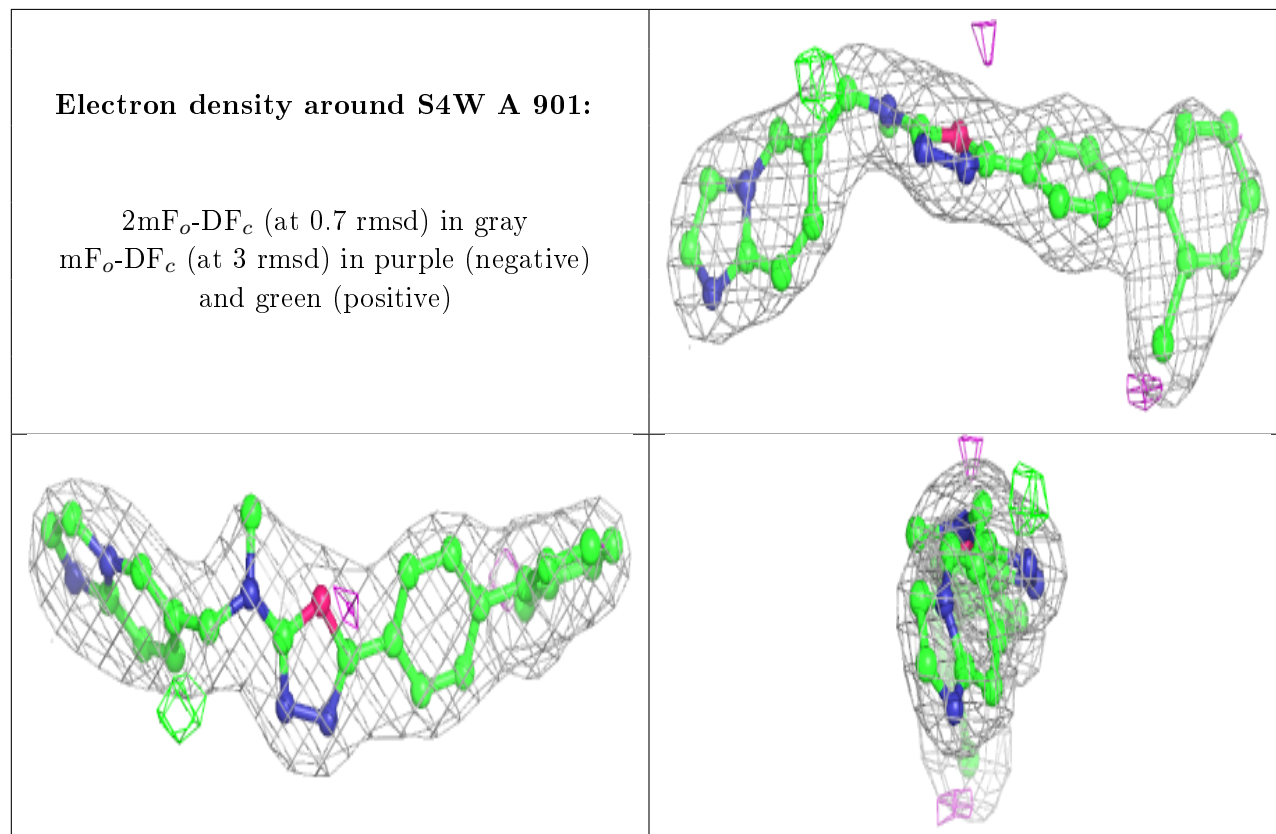 Electron density around S4W A 901:
2mFₒ-DF𝒸 (at 0.7 rmsd) in gray
mFₒ-DF𝒸 (at 3 rmsd) in purple (negative)
and green (positive)